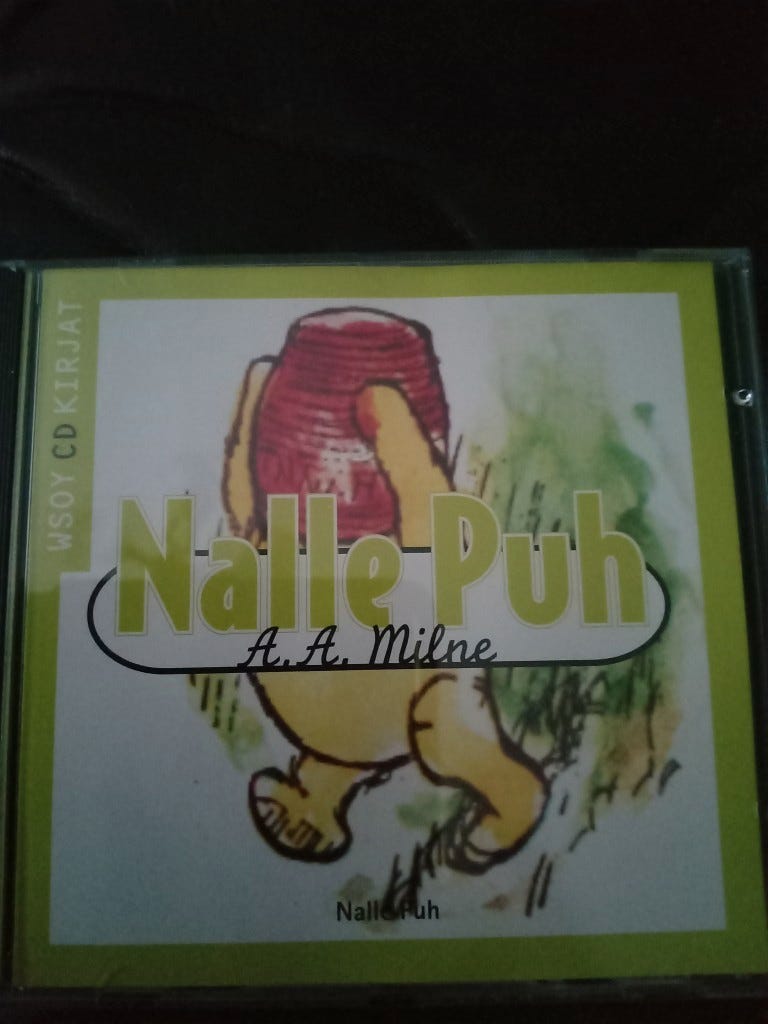 WSOY CD KIRJAT
Nalle Puh
A.A. Milne
Nalle Puh